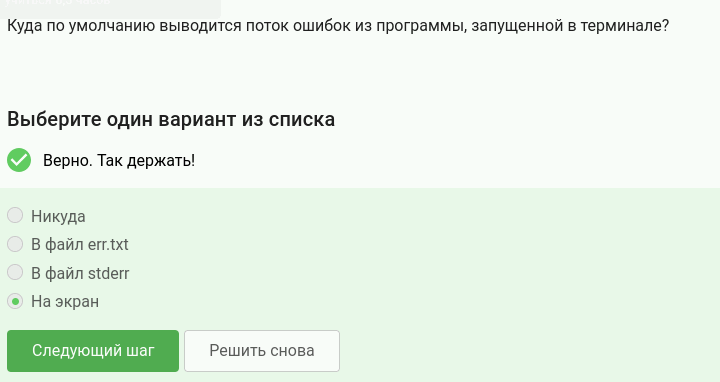 Куда по умолчанию выводится поток ошибок из программы, запущенной в терминале?
Выберите один вариант из списка
Верно. Так держать!
Никуда
В файл err.txt
В файл stderr
На экран
Следующий шаг
Решить снова